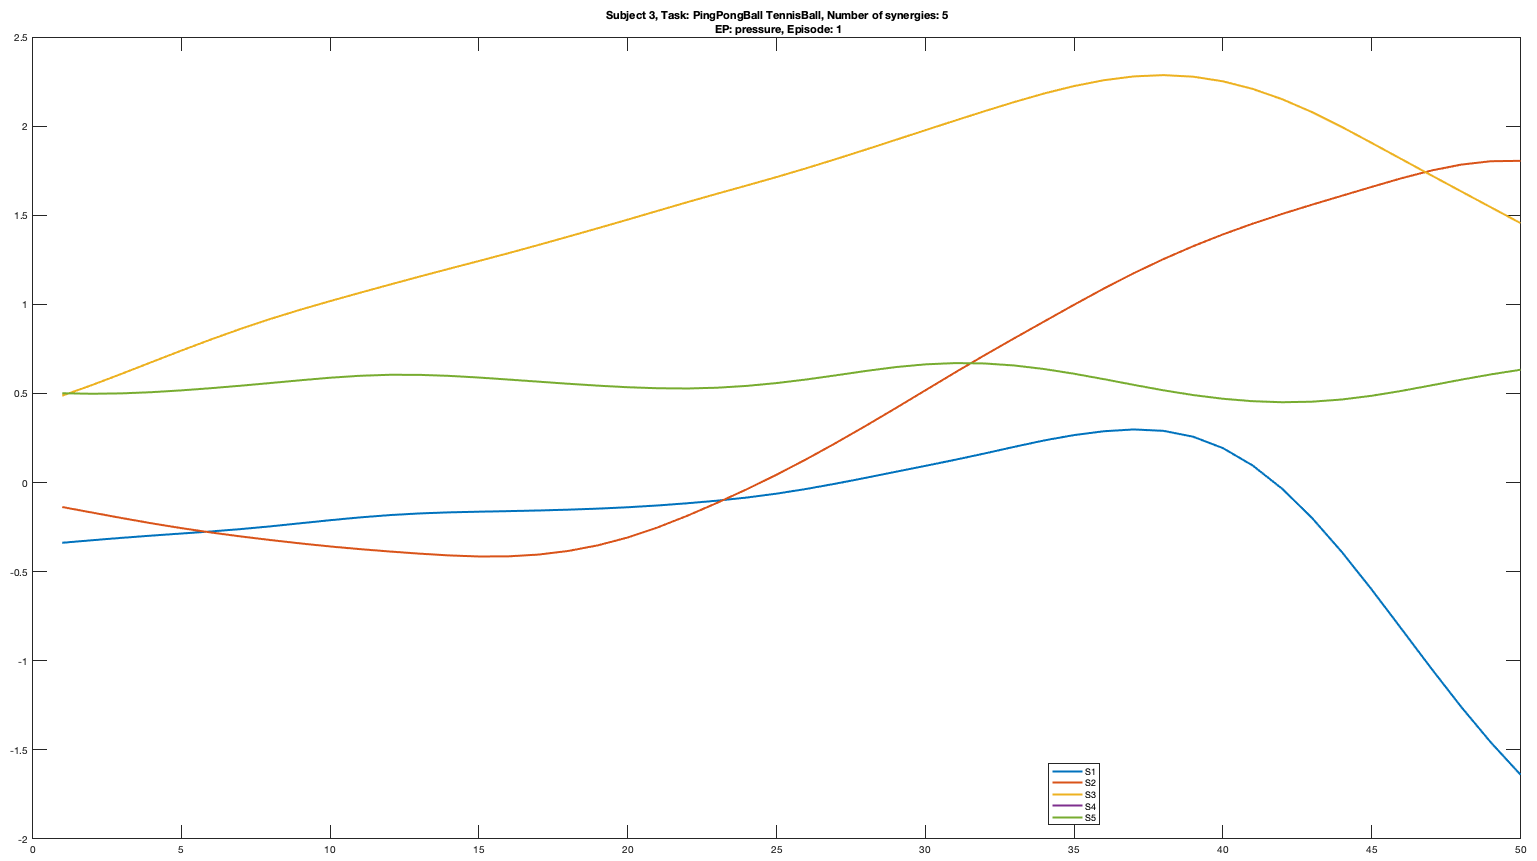 Subject 3, Task: PingPongBall TennisBall, Number of synergies: 5
EP: pressure, Episode: 1
2.5
2
1.5
1
0.5
0
-0.5
-1
-1.5
-2
0 5 10 15 20 25 30 35 40 45 50
S1
S2
S3
S4
S5